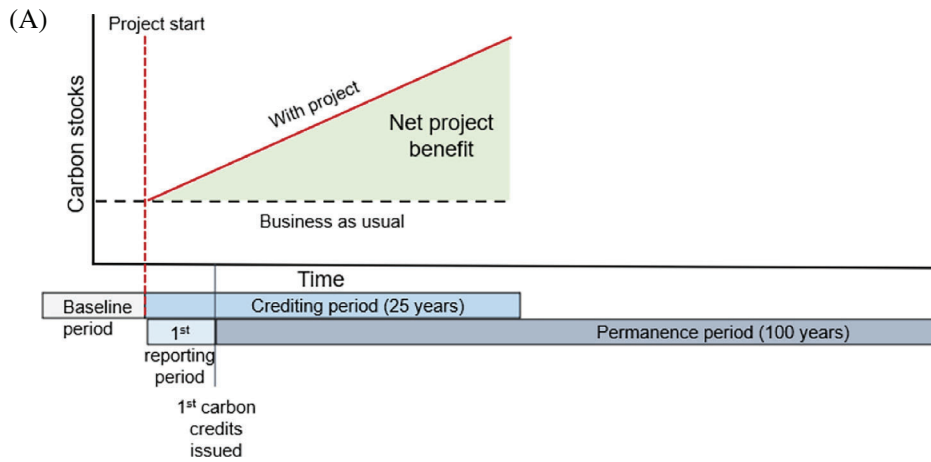 (A)
Project start
Carbon stocks
With project
Net project
benefit
Business as usual
Time
Baseline
period
Crediting period (25 years)
1st
reporting
period
Permanence period (100 years)
1st carbon
credits
issued